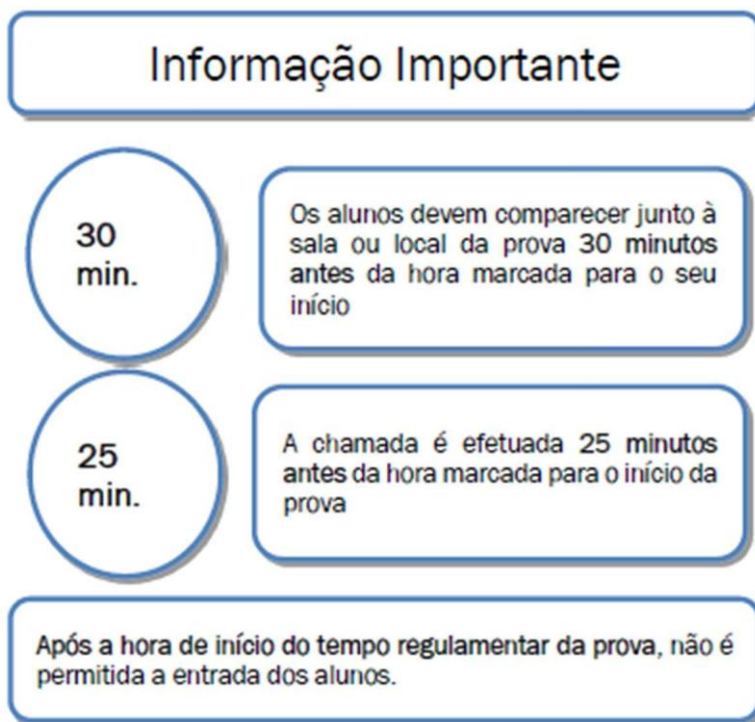 Informação Importante
30
min.
Os alunos devem comparecer junto à
sala ou local da prova 30 minutos
antes da hora marcada para o seu
início
25
min.
A chamada é efetuada 25 minutos
antes da hora marcada para o início da
prova
Após a hora de início do tempo regulamentar da prova, não é
permitida a entrada dos alunos.